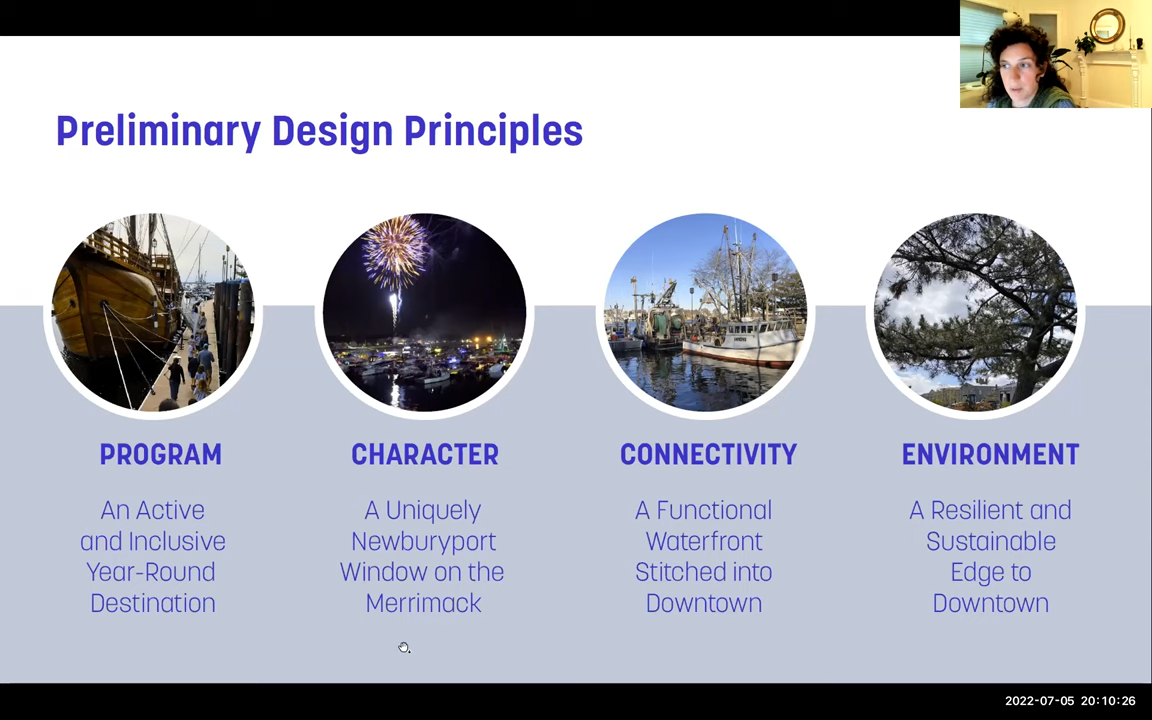 Preliminary Design Principles
PROGRAM
An Active
and Inclusive
Year-Round
Destination
CHARACTER
A Uniquely
Newburyport
Window on the
Merrimack
CONNECTIVITY
A Functional
Waterfront
Stitched into
Downtown
ENVIRONMENT
A Resilient and
Sustainable
Edge to
Downtown
2022-07-05 20:10:26